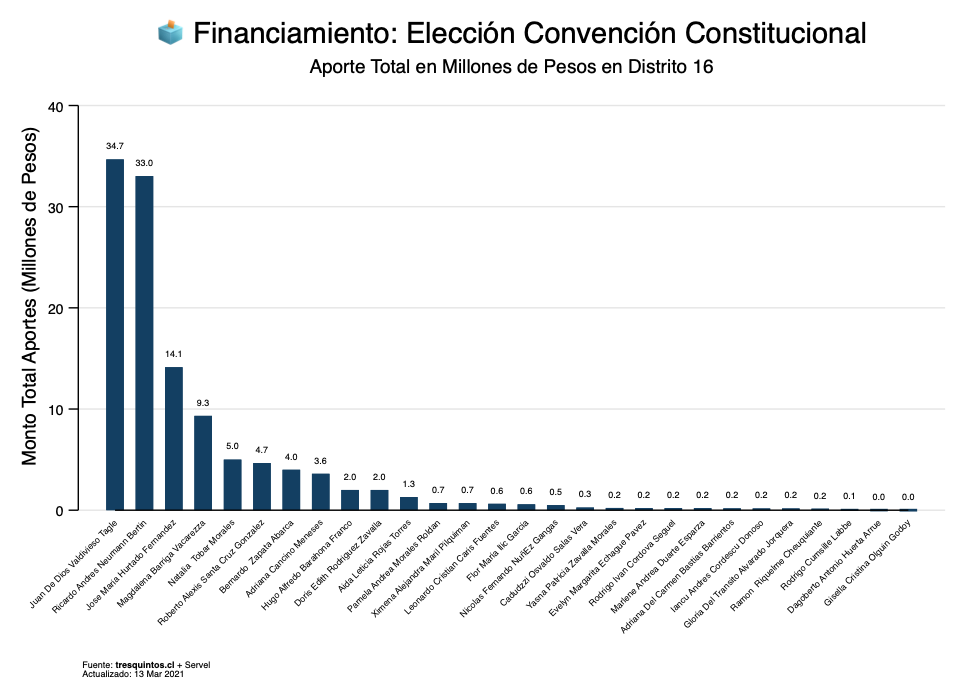 Financiamiento: Elección Convención Constitucional
Aporte Total en Millones de Pesos en Distrito 16
Monto Total Aportes (Millones de Pesos)
40
30
20
10
0
34.7
33.0
14.1
9.3
5.0
4.7
4.0
3.6
2.0
2.0
1.3
0.7
0.7
0.6
0.6
0.5
0.3
0.2
0.2
0.2
0.2
0.2
0.2
0.2
0.2
0.1
0.0
0.0
Juan De Dios Valdivieso Tagle
Ricardo Andres Neumann Bertin
Jose Maria Hurtado Fernandez
Magdalena Barriga Vacarezza
Natalia Tobar Morales
Roberto Alexis Santa Cruz Gonzalez
Bernardo Zapata Abarca
Adriana Cancino Meneses
Hugo Alfredo Barahona Franco
Doris Edith Rodriguez Zavalla
Aida Leticia Rojas Torres
Pamela Andrea Morales Roldan
Ximena Alejandra Maril Pilquiman
Leonardo Cristian Caris Fuentes
Flor Maria Ilic Garcia
Nicolas Fernando NuñEz Gangas
Cadudzzi Osvaldo Salas Vera
Yasna Patricia Zavalla Morales
Evelyn Margarita Echague Pavez
Rodrigo Ivan Cordova Seguel
Marlene Andrea Duarte Esparza
Adriana Del Carmen Bastias Barrientos
Iancu Andres Cordescu Donoso
Gloria Del Transito Alvarado Jorquera
Ramon Riquelme Cheuquiante
Rodrigo Cumsille Labbe
Dagoberto Antonio Huerta Arrue
Gisella Cristina Olguin Godoy
Fuente: tresquintos.cl + Servel
Actualizado: 13 Mar 2021